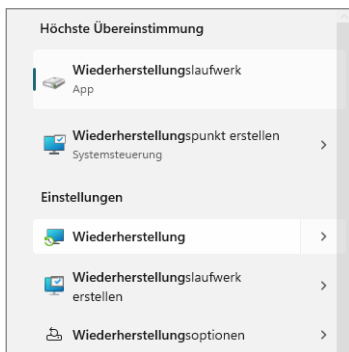 Höchste Übereinstimmung
Wiederherstellungslaufwerk
App
Wiederherstellungspunkt erstellen
Systemsteuerung
Einstellungen
Wiederherstellung
Wiederherstellungslaufwerk
erstellen
Wiederherstellungsoptionen